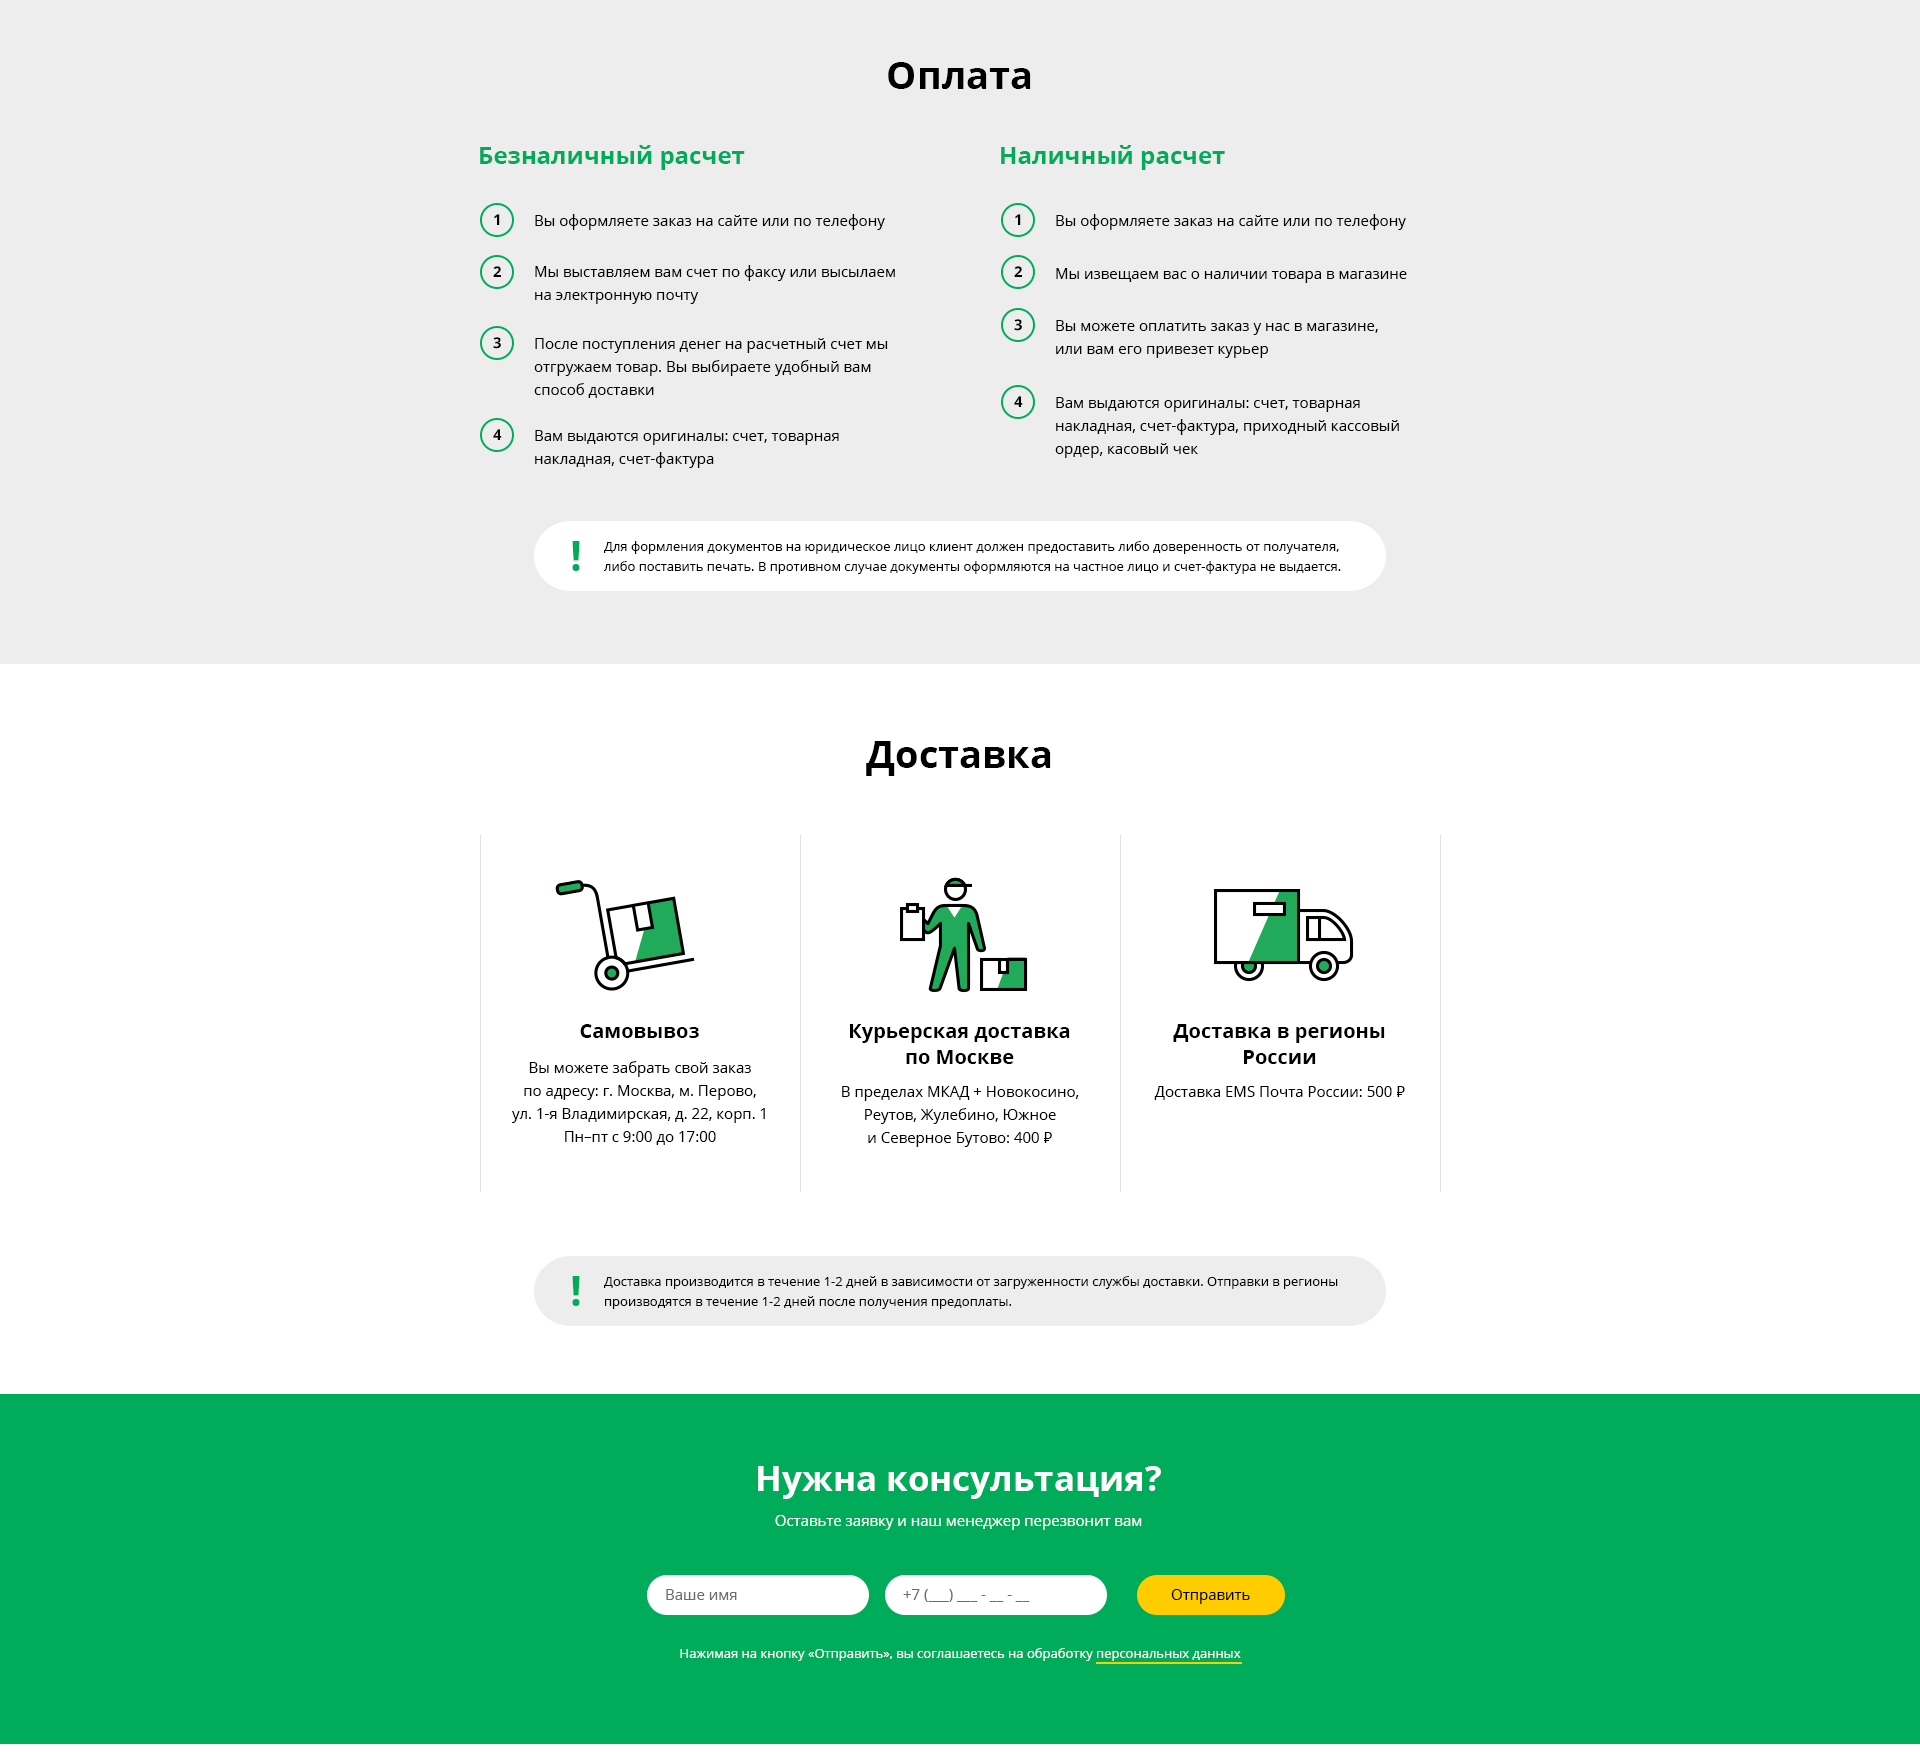 Оплата
Безналичный расчет
1 Вы оформляете заказ на сайте или по телефону
2 Мы выставляем вам счет по факсу или высылаем
на электронную почту
3 После поступления денег на расчетный счет мы
отгружаем товар. Вы выбираете удобный вам
способ доставки
4 Вам выдаются оригиналы: счет, товарная
накладная, счет-фактура
Наличный расчет
1 Вы оформляете заказ на сайте или по телефону
2 Мы извещаем вас о наличии товара в магазине
3 Вы можете оплатить заказ у нас в магазине,
или вам его привезет курьер
4 Вам выдаются оригиналы: счет, товарная
накладная, счет-фактура, приходный кассовый
ордер, касовый чек
! Для формления документов на юридическое лицо клиент должен предоставить либо доверенность от получателя,
либо поставить печать. В противном случае документы оформляются на частное лицо и счет-фактура не выдается.
Доставка
Самовывоз
Вы можете забрать свой заказ
по адресу: г. Москва, м. Перово,
ул. 1-я Владимирская, д. 22, корп. 1
Пн–пт с 9:00 до 17:00
Курьерская доставка
по Москве
В пределах МКАД + Новокосино,
Реутов, Жулебино, Южное
и Северное Бутово: 400 ₽
Доставка в регионы
России
Доставка EMS Почта России: 500 ₽
! Доставка производится в течение 1-2 дней в зависимости от загруженности службы доставки. Отправки в регионы
производятся в течение 1-2 дней после получения предоплаты.
Нужна консультация?
Оставьте заявку и наш менеджер перезвонит вам
Ваше имя
+7 (___) ___ - __ - __
Отправить
Нажимая на кнопку «Отправить», вы соглашаетесь на обработку персональных данных